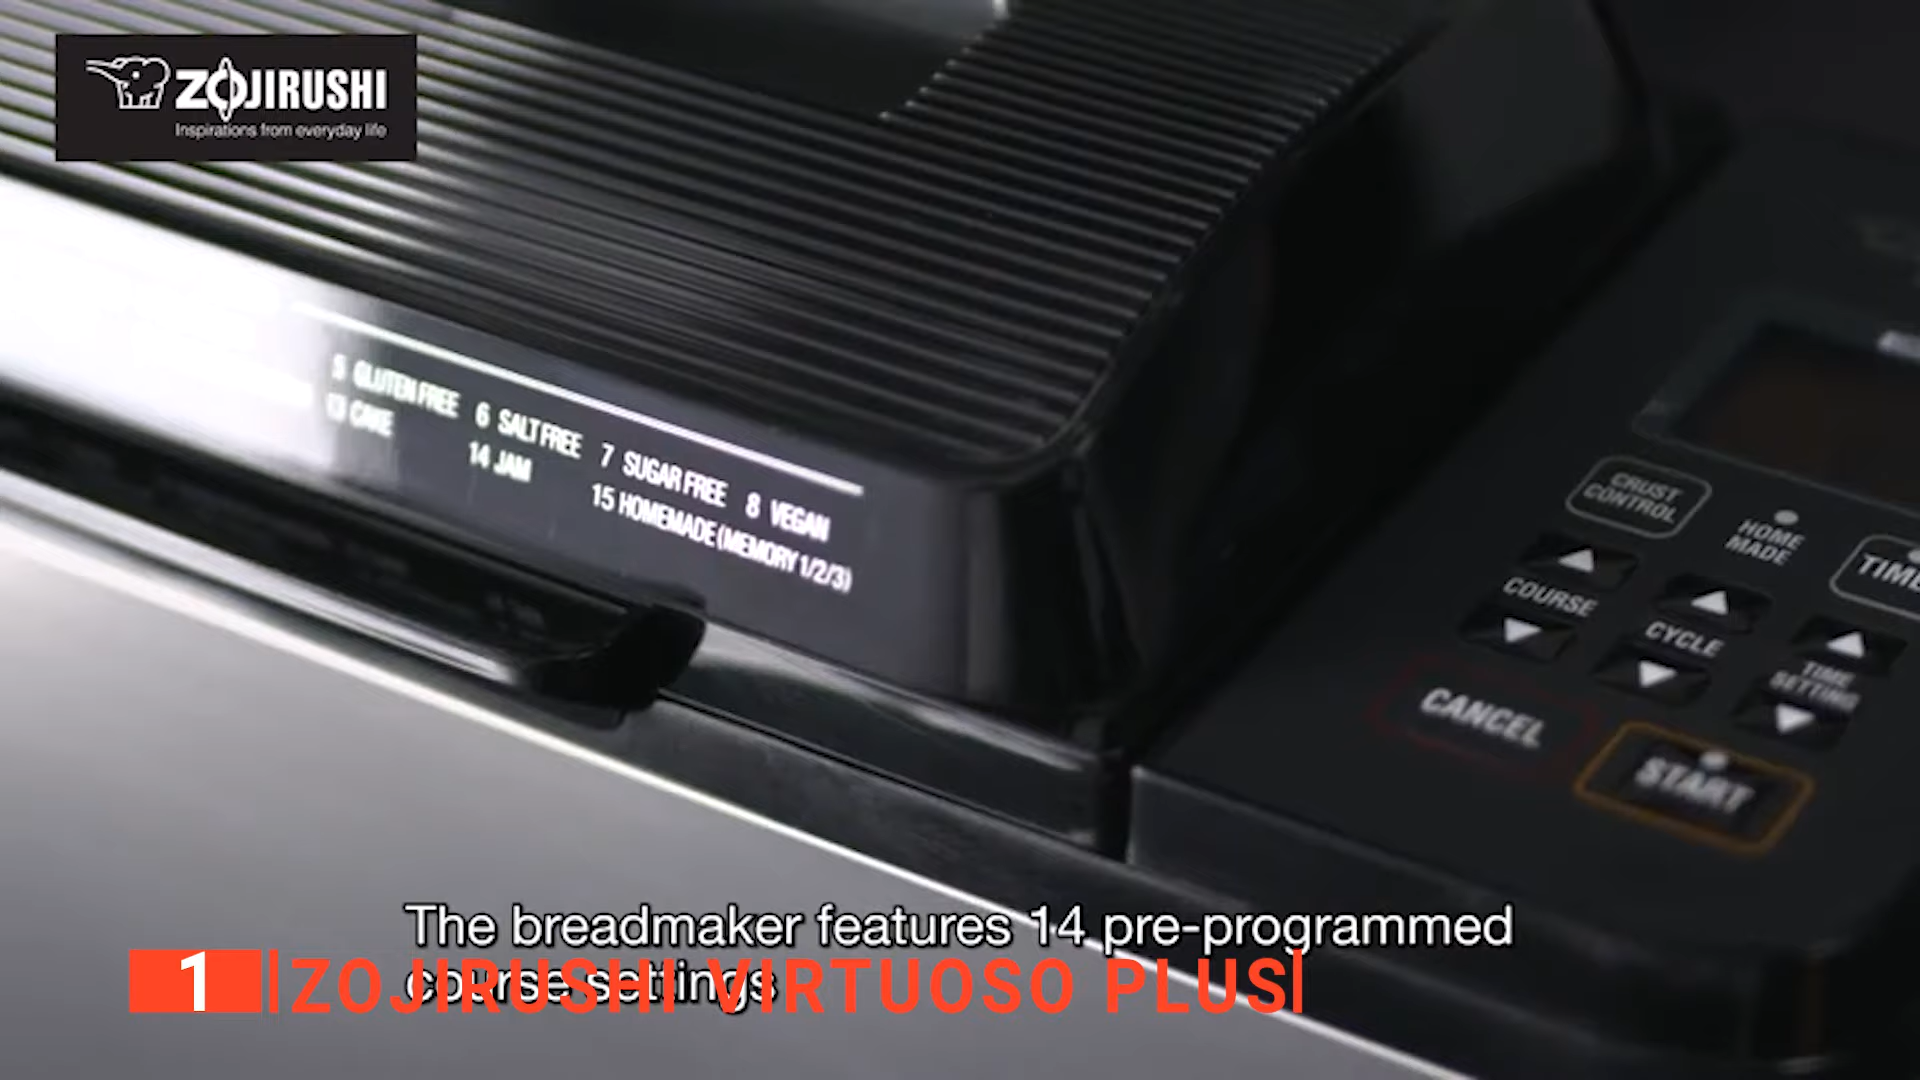 ZOJIRUSHI
Inspirations from everyday life
5 GLUTEN FREE 6 SALT FREE 7 SUGAR FREE 8 VEGAN
13 CAKE 14 JAM 15 HOMEMADE (MEMORY 1/2/3)
CRUST
CONTROL
HOME
MADE
COURSE
CYCLE
TIME
SETTING
CANCEL
START
The breadmaker features 14 pre-programmed
course settings
1 ZOJIRUSHI VIRTUOSO PLUS